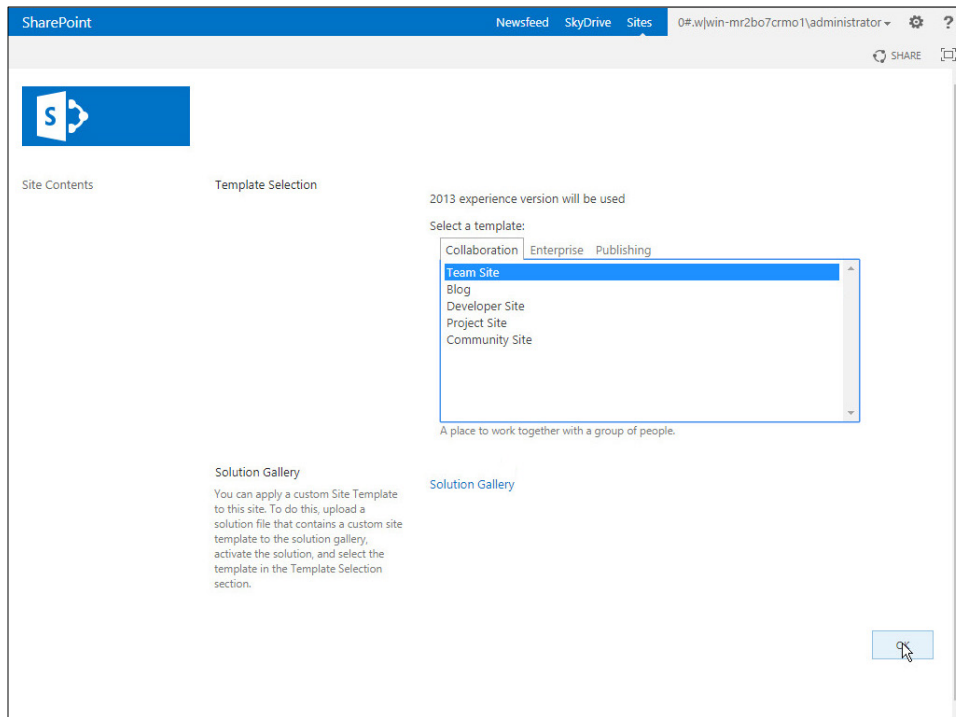 SharePoint
Newsfeed SkyDrive Sites 0#.w|win-mr2bo7crmo1\administrator ?
SHARE
S
Site Contents
Template Selection
2013 experience version will be used
Select a template:
Collaboration Enterprise Publishing
Team Site
Blog
Developer Site
Project Site
Community Site
A place to work together with a group of people.
Solution Gallery
You can apply a custom Site Template
to this site. To do this, upload a
solution file that contains a custom site
template to the solution gallery,
activate the solution, and select the
template in the Template Selection
section.
Solution Gallery
OK